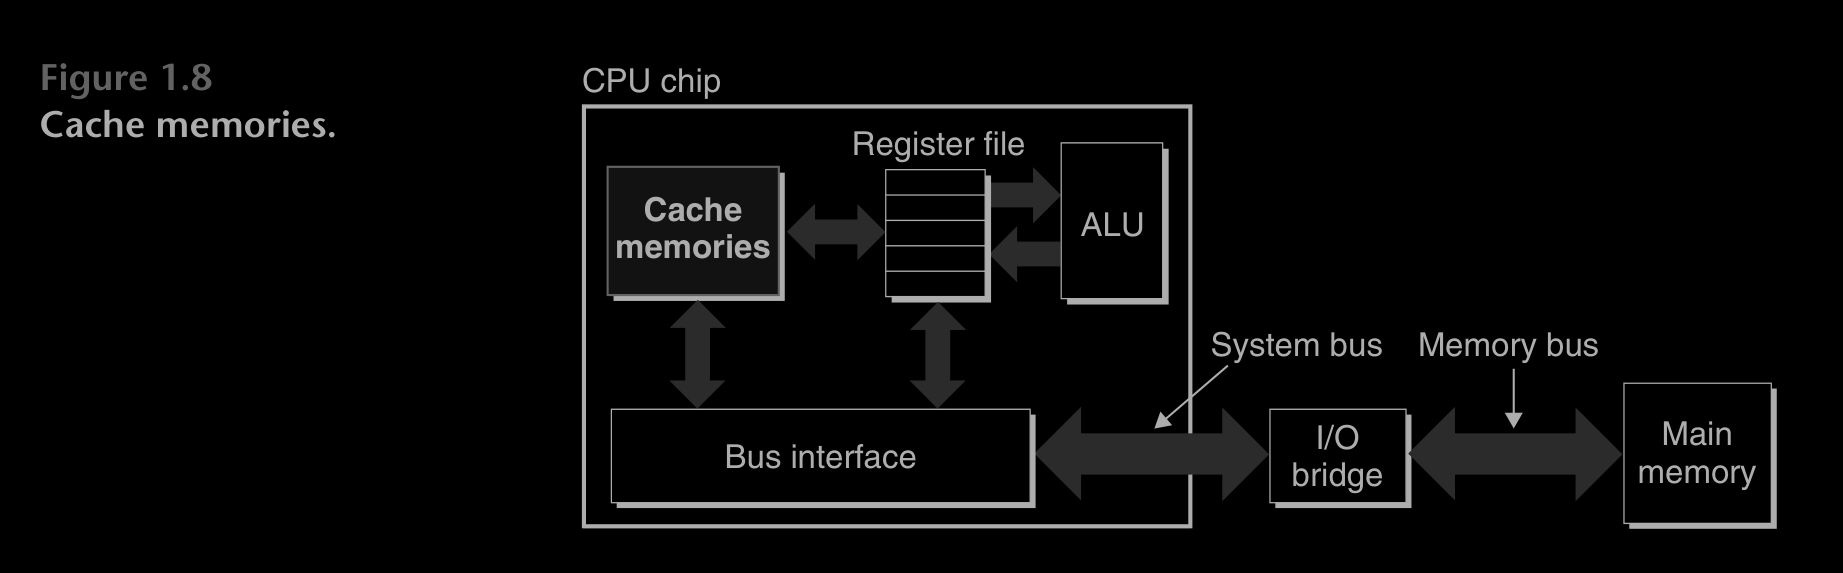 Figure 1.8
Cache memories.
CPU chip
Register file
Cache
memories
ALU
System bus
Memory bus
Bus interface
I/O
bridge
Main
memory